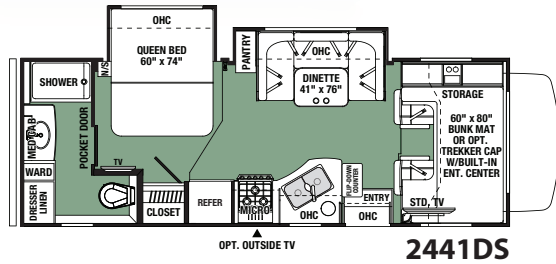 OHC
QUEEN BED
60" x 74"
N/S
PANTRY
OHC
DINETTE
41" x 76"
SHOWER
MED CAB
POCKET DOOR
WARD
DRESSER
LINEN
TV
CLOSET
REFER
MICRO
OHC
FLIP-DOWN
COUNTER
ENTRY
OHC
STORAGE
60" x 80"
BUNK MAT
OR OPT.
TREKKER CAP
W/BUILT-IN
ENT. CENTER
STD. TV
OPT. OUTSIDE TV
2441DS